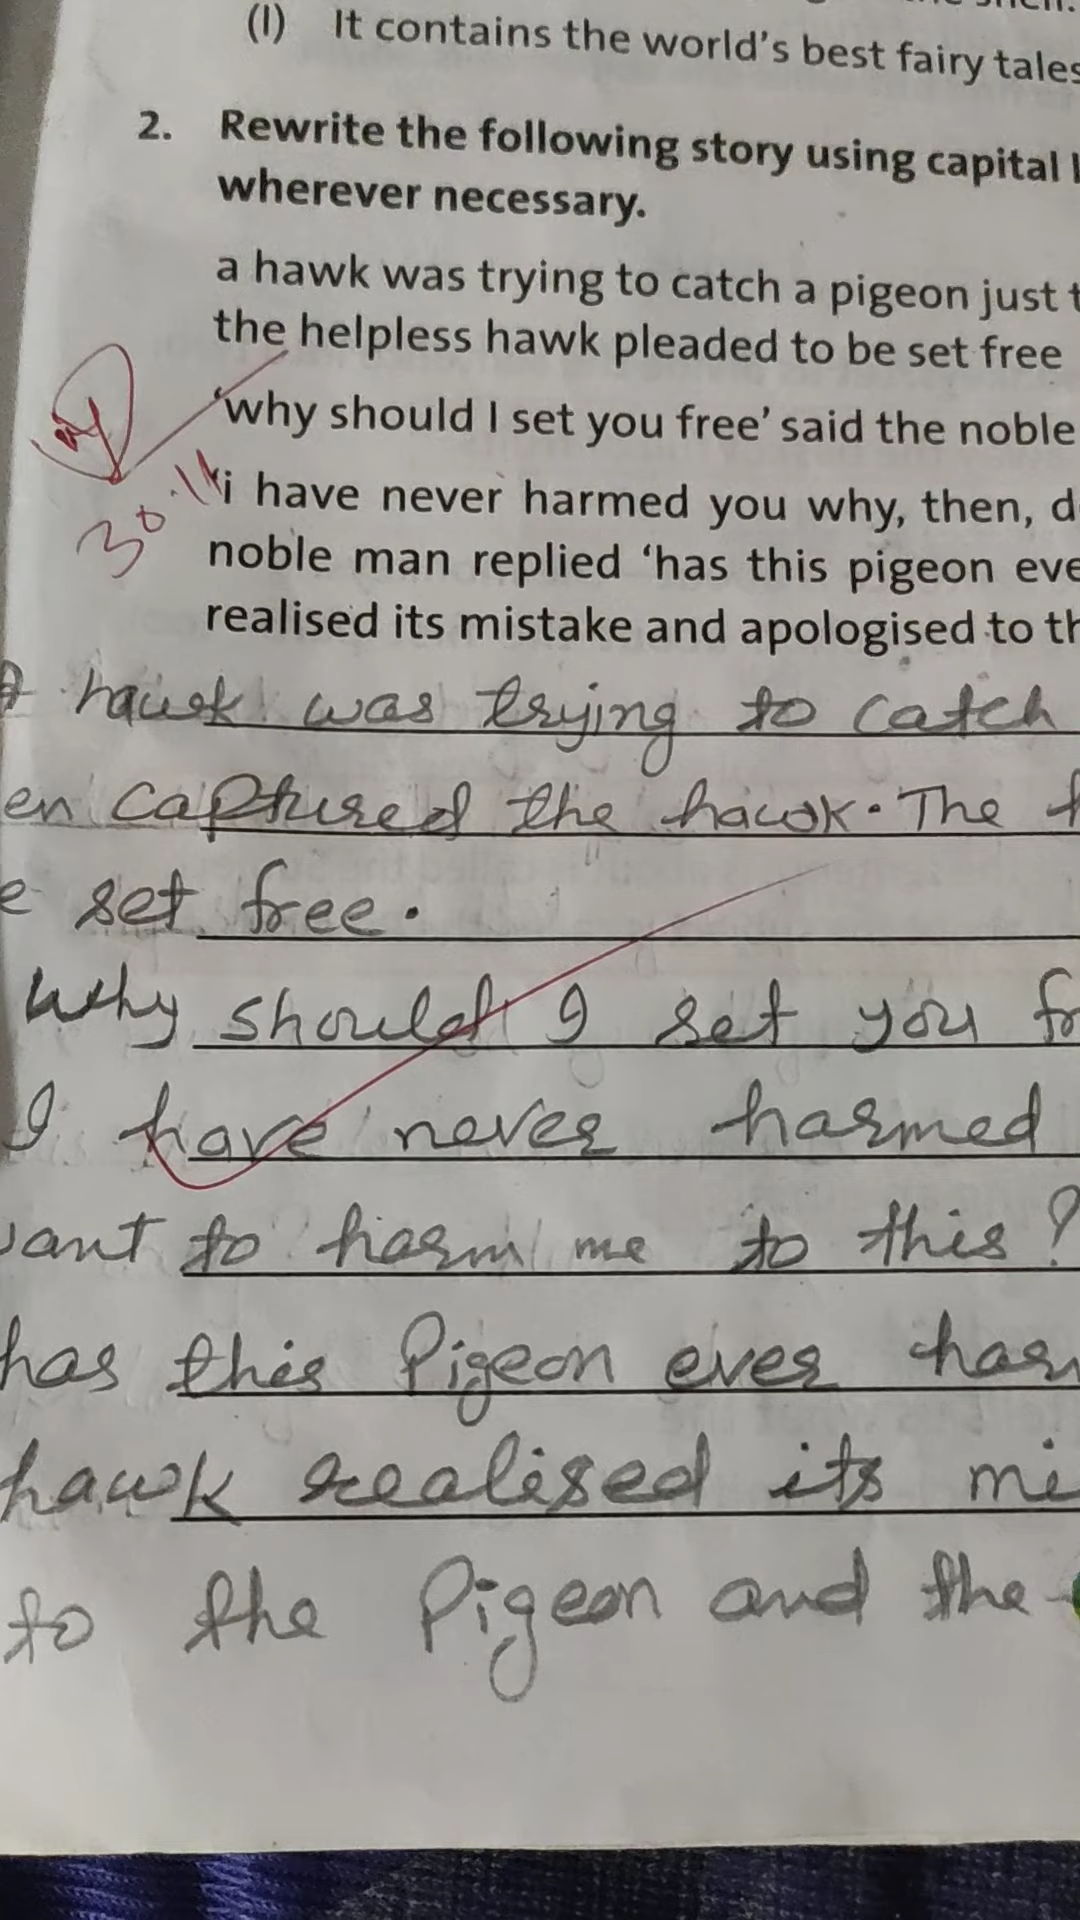 (I) It contains the world's best fairy tales
2. Rewrite the following story using capital
wherever necessary.
a hawk was trying to catch a pigeon just
the helpless hawk pleaded to be set free
'why should I set you free' said the noble
'i have never harmed you why, then, d
noble man replied 'has this pigeon eve
realised its mistake and apologised to th
30
hawk was trying to catch
en captured the hawk. The
e set free.
Why should I set you fr
I have never harmed
want to harm me to this?
has this Pigeon ever har
hawk realised its mi
to the Pigeon and the